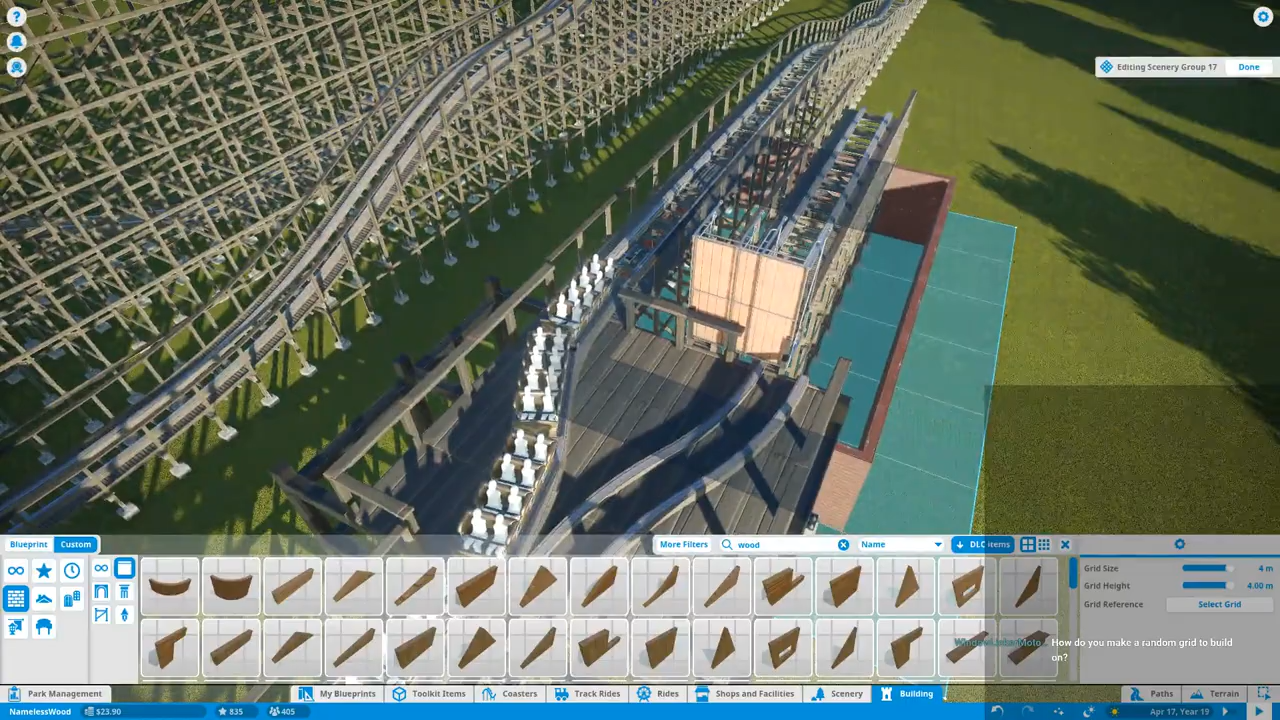 ?
Editing Scenery Group 17 Done
Blueprint Custom More Filters wood Name DLC Items
Grid Size 4 m
Grid Height 4.00 m
Grid Reference Select Grid
How do you make a random grid to build
on?
Park Management My Blueprints Toolkit Items Coasters Track Rides Rides Shops and Facilities Scenery Building Paths Terrain
NamelessWood $23.90 835 405 Apr 17, Year 19